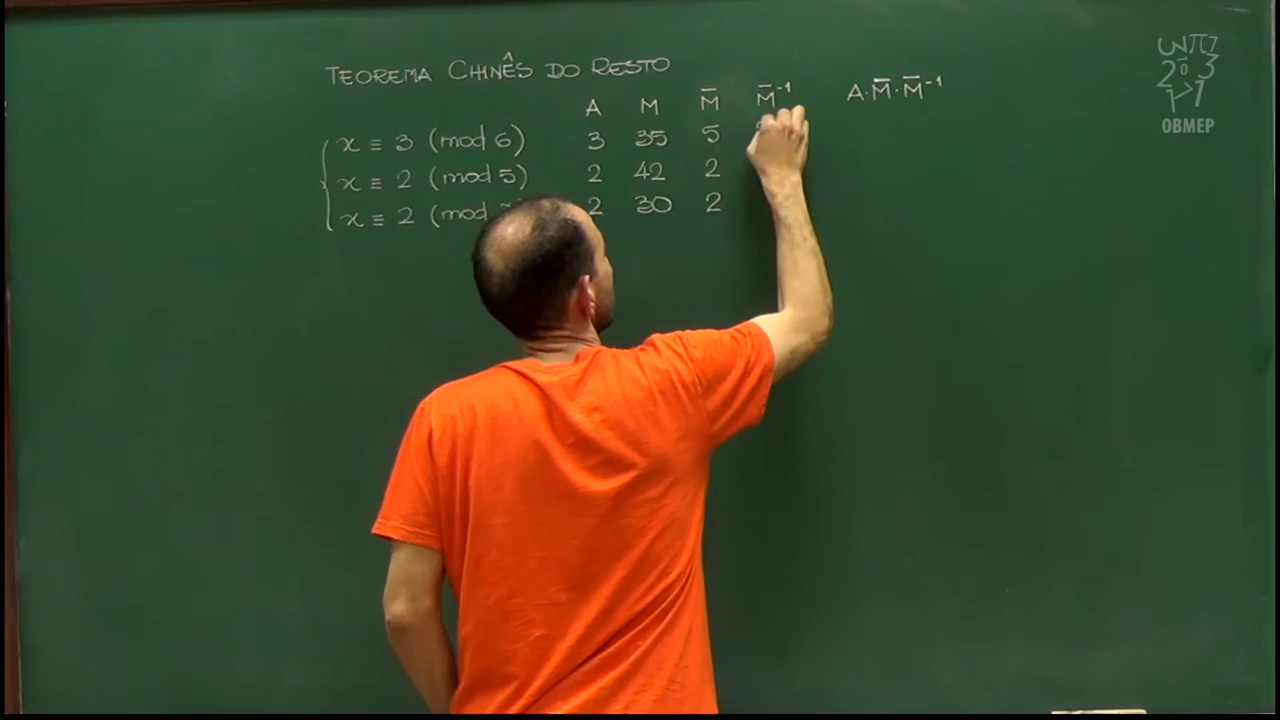 TEOREMA CHINÊS DO RESTO
A M M̅ M̅⁻¹ A·M̅·M̅⁻¹
x ≡ 3 (mod 6) 3 35 5
x ≡ 2 (mod 5) 2 42 2
x ≡ 2 (mod 2 30 2
OBMEP